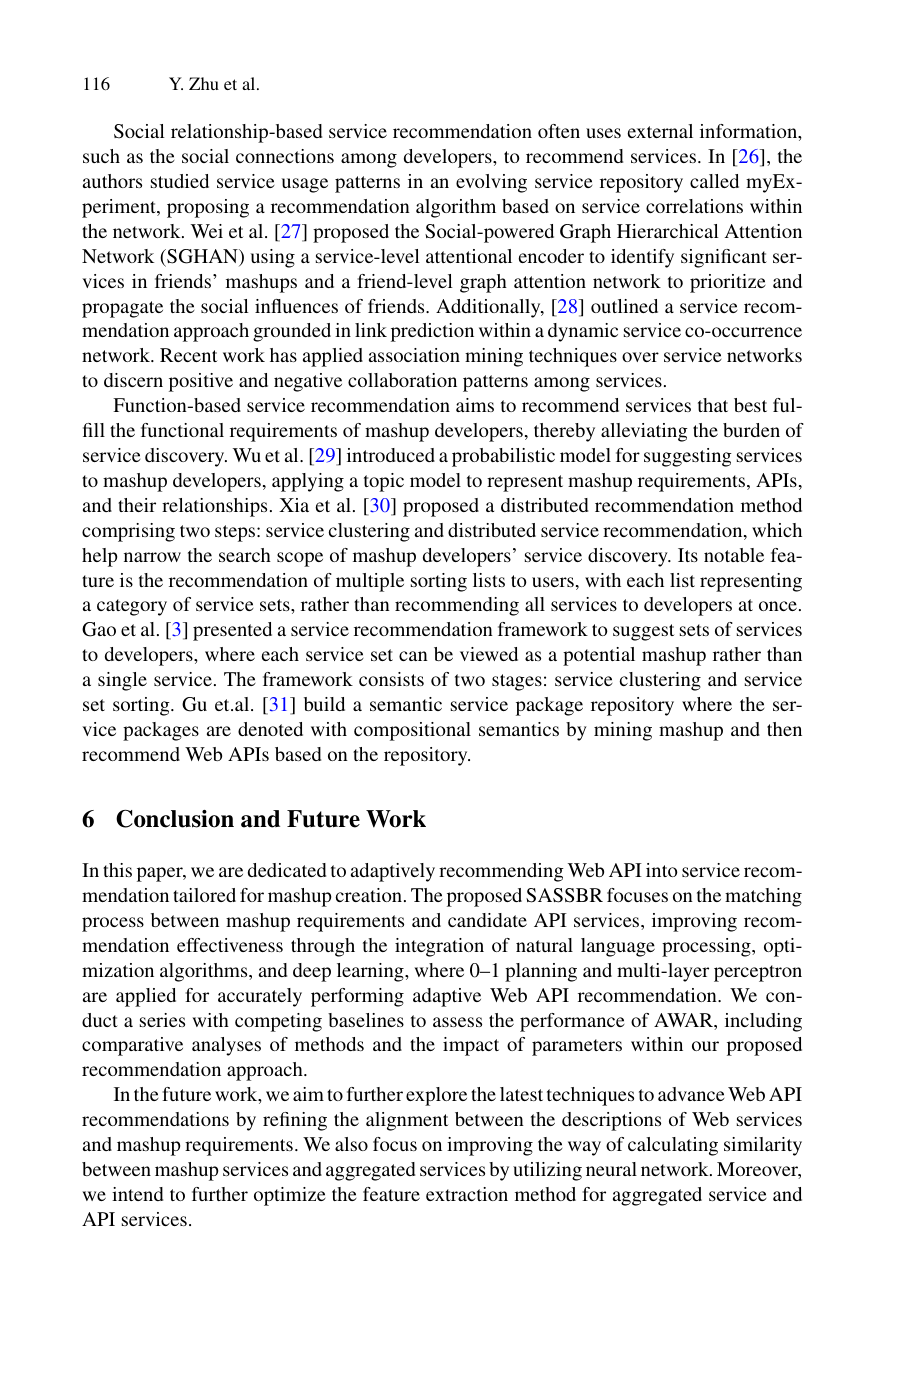 116 Y. Zhu et al.
Social relationship-based service recommendation often uses external information,
such as the social connections among developers, to recommend services. In [26], the
authors studied service usage patterns in an evolving service repository called myEx-
periment, proposing a recommendation algorithm based on service correlations within
the network. Wei et al. [27] proposed the Social-powered Graph Hierarchical Attention
Network (SGHAN) using a service-level attentional encoder to identify significant ser-
vices in friends’ mashups and a friend-level graph attention network to prioritize and
propagate the social influences of friends. Additionally, [28] outlined a service recom-
mendation approach grounded in link prediction within a dynamic service co-occurrence
network. Recent work has applied association mining techniques over service networks
to discern positive and negative collaboration patterns among services.
Function-based service recommendation aims to recommend services that best ful-
fill the functional requirements of mashup developers, thereby alleviating the burden of
service discovery. Wu et al. [29] introduced a probabilistic model for suggesting services
to mashup developers, applying a topic model to represent mashup requirements, APIs,
and their relationships. Xia et al. [30] proposed a distributed recommendation method
comprising two steps: service clustering and distributed service recommendation, which
help narrow the search scope of mashup developers’ service discovery. Its notable fea-
ture is the recommendation of multiple sorting lists to users, with each list representing
a category of service sets, rather than recommending all services to developers at once.
Gao et al. [3] presented a service recommendation framework to suggest sets of services
to developers, where each service set can be viewed as a potential mashup rather than
a single service. The framework consists of two stages: service clustering and service
set sorting. Gu et.al. [31] build a semantic service package repository where the ser-
vice packages are denoted with compositional semantics by mining mashup and then
recommend Web APIs based on the repository.
6 Conclusion and Future Work
In this paper, we are dedicated to adaptively recommending Web API into service recom-
mendation tailored for mashup creation. The proposed SASSBR focuses on the matching
process between mashup requirements and candidate API services, improving recom-
mendation effectiveness through the integration of natural language processing, opti-
mization algorithms, and deep learning, where 0–1 planning and multi-layer perceptron
are applied for accurately performing adaptive Web API recommendation. We con-
duct a series with competing baselines to assess the performance of AWAR, including
comparative analyses of methods and the impact of parameters within our proposed
recommendation approach.
In the future work, we aim to further explore the latest techniques to advance Web API
recommendations by refining the alignment between the descriptions of Web services
and mashup requirements. We also focus on improving the way of calculating similarity
between mashup services and aggregated services by utilizing neural network. Moreover,
we intend to further optimize the feature extraction method for aggregated service and
API services.